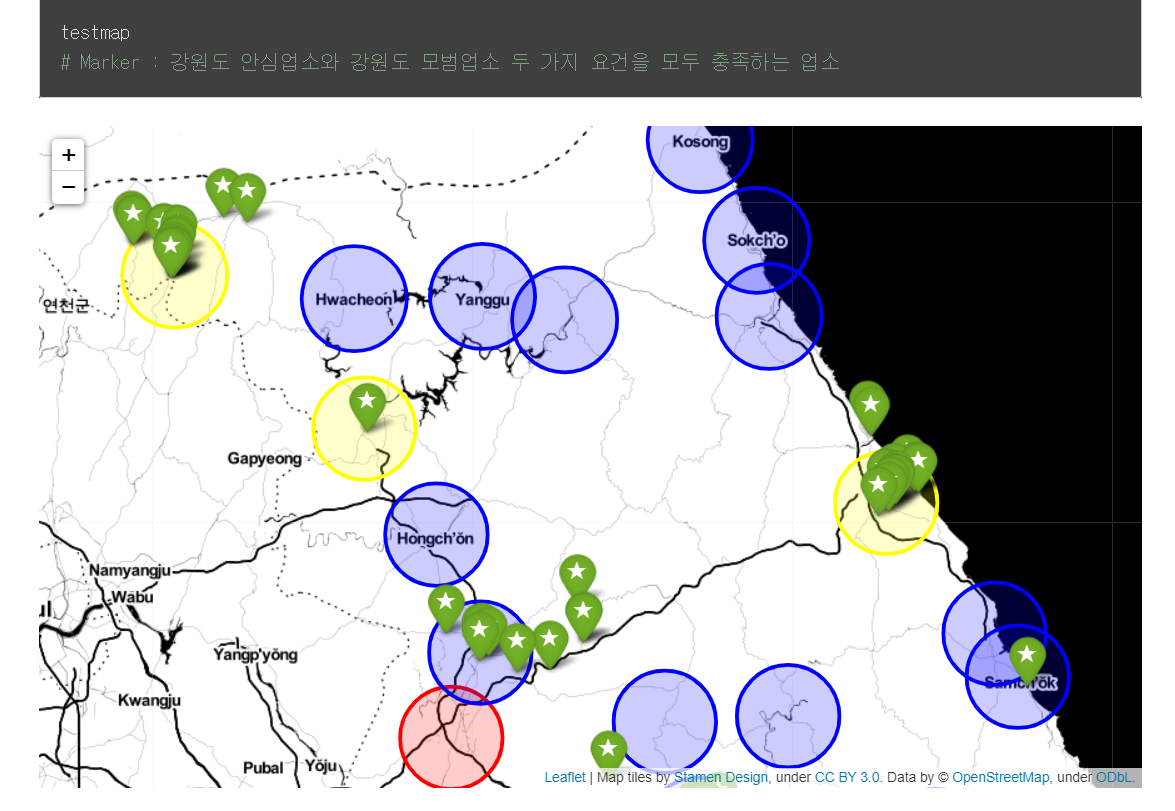 testmap
# Marker : 강원도 안심업소와 강원도 모범업소 두 가지 요건을 모두 충족하는 업소
+
−
Kosong
Sokch'o
Hwacheon
Yanggu
연천군
Gapyeong
Hongch'ŏn
Namyangju
Wabu
ul
Yangp'yŏng
Samch'ŏk
Kwangju
Pubal
Yŏju
Leaflet | Map tiles by Stamen Design, under CC BY 3.0. Data by © OpenStreetMap, under ODbL.